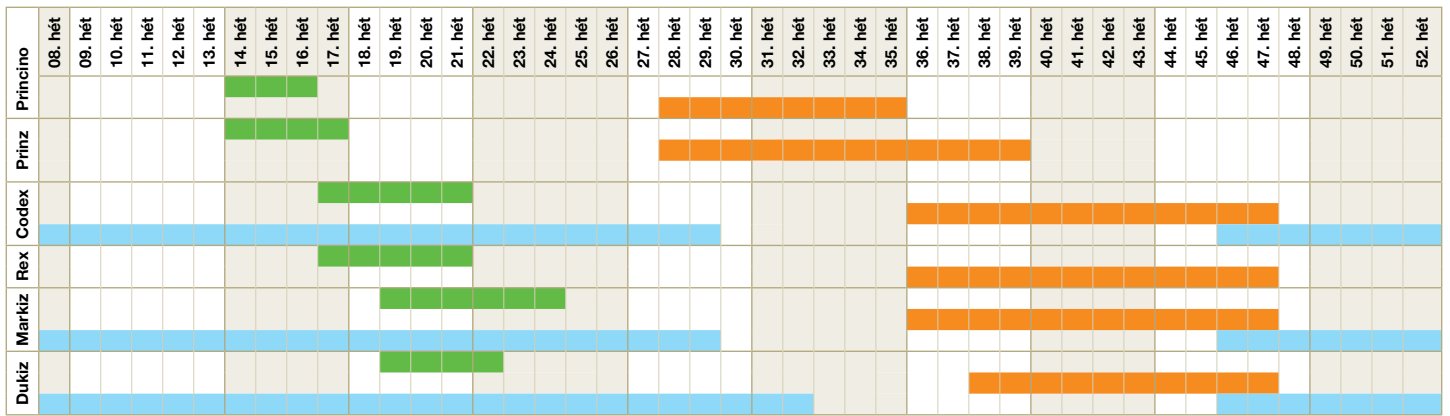 08. hét
09. hét
10. hét
11. hét
12. hét
13. hét
14. hét
15. hét
16. hét
17. hét
18. hét
19. hét
20. hét
21. hét
22. hét
23. hét
24. hét
25. hét
26. hét
27. hét
28. hét
29. hét
30. hét
31. hét
32. hét
33. hét
34. hét
35. hét
36. hét
37. hét
38. hét
39. hét
40. hét
41. hét
42. hét
43. hét
44. hét
45. hét
46. hét
47. hét
48. hét
49. hét
50. hét
51. hét
52. hét
Princino
Prinz
Codex
Rex
Markiz
Dukiz